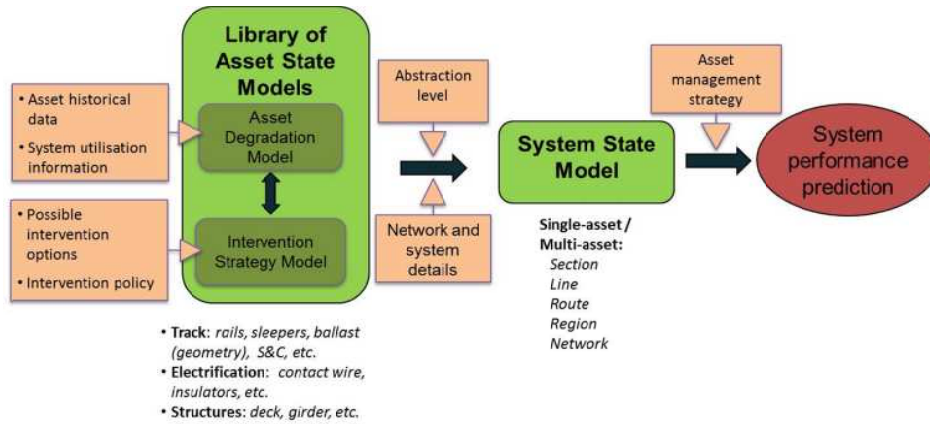 • Asset historical
data
• System utilisation
information
• Possible
intervention
options
• Intervention policy
Library of
Asset State
Models
Asset
Degradation
Model
Intervention
Strategy Model
• Track: rails, sleepers, ballast
(geometry), S&C, etc.
• Electrification: contact wire,
insulators, etc.
• Structures: deck, girder, etc.
Abstraction
level
Network and
system
details
System State
Model
Single-asset/
Multi-asset:
Section
Line
Route
Region
Network
Asset
management
strategy
System
performance
prediction